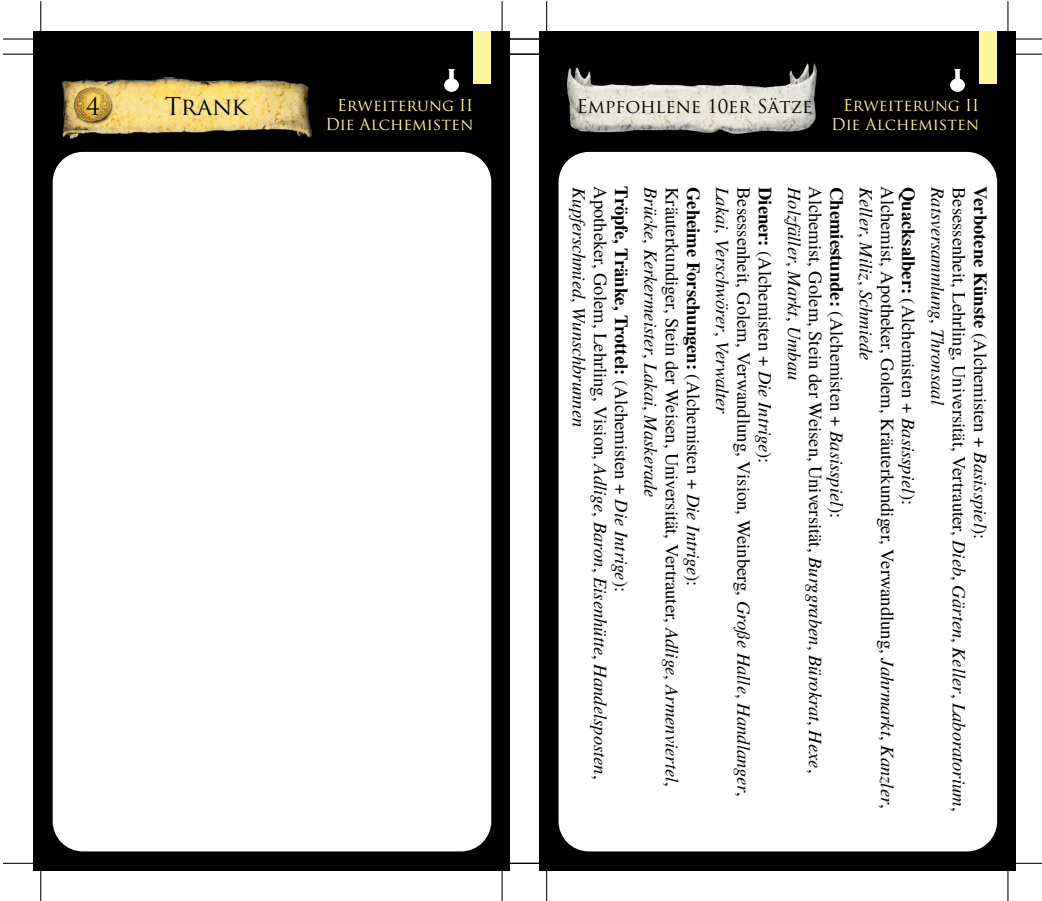 4
Trank
Erweiterung II
Die Alchemisten
Empfohlene 10er Sätze
Erweiterung II
Die Alchemisten
Verbotene Künste (Alchemisten + Basisspiel):
Besessenheit, Lehrling, Universität, Vertrauter, Dieb, Gärten, Keller, Laboratorium,
Ratsversammlung, Thronsaal
Quacksalber: (Alchemisten + Basisspiel):
Alchemist, Apotheker, Golem, Kräuterkundiger, Verwandlung, Jahrmarkt, Kanzler,
Keller, Miliz, Schmiede
Chemiestunde: (Alchemisten + Basisspiel):
Alchemist, Golem, Stein der Weisen, Universität, Burggraben, Bürokrat, Hexe,
Holzfäller, Markt, Umbau
Diener: (Alchemisten + Die Intrige):
Besessenheit, Golem, Verwandlung, Vision, Weinberg, Große Halle, Handlanger,
Lakai, Verschwörer, Verwalter
Geheime Forschungen: (Alchemisten + Die Intrige):
Kräuterkundiger, Stein der Weisen, Universität, Vertrauter, Adlige, Armenviertel,
Brücke, Kerkermeister, Lakai, Maskerade
Tröpfe, Tränke, Trottel: (Alchemisten + Die Intrige):
Apotheker, Golem, Lehrling, Vision, Adlige, Baron, Eisenhütte, Handelsposten,
Kupferschmied, Wunschbrunnen